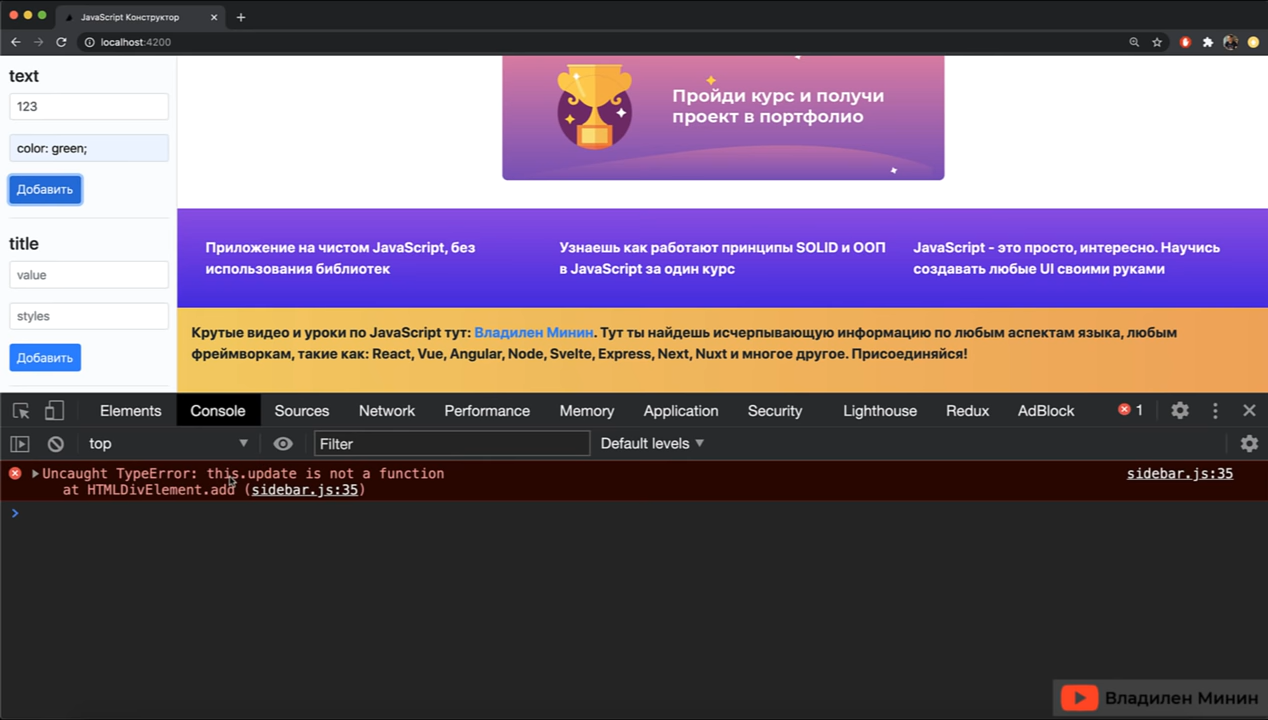 JavaScript Конструктор
localhost:4200
text
123
color: green;
Добавить
title
value
styles
Добавить
Пройди курс и получи
проект в портфолио
Приложение на чистом JavaScript, без
использования библиотек
Узнаешь как работают принципы SOLID и ООП
в JavaScript за один курс
JavaScript - это просто, интересно. Научись
создавать любые UI своими руками
Крутые видео и уроки по JavaScript тут: Владилен Минин. Тут ты найдешь исчерпывающую информацию по любым аспектам языка, любым
фреймворкам, такие как: React, Vue, Angular, Node, Svelte, Express, Next, Nuxt и многое другое. Присоединяйся!
Elements Console Sources Network Performance Memory Application Security Lighthouse Redux AdBlock 1
top Filter Default levels
Uncaught TypeError: this.update is not a function sidebar.js:35
at HTMLDivElement.add (sidebar.js:35)
Владилен Минин